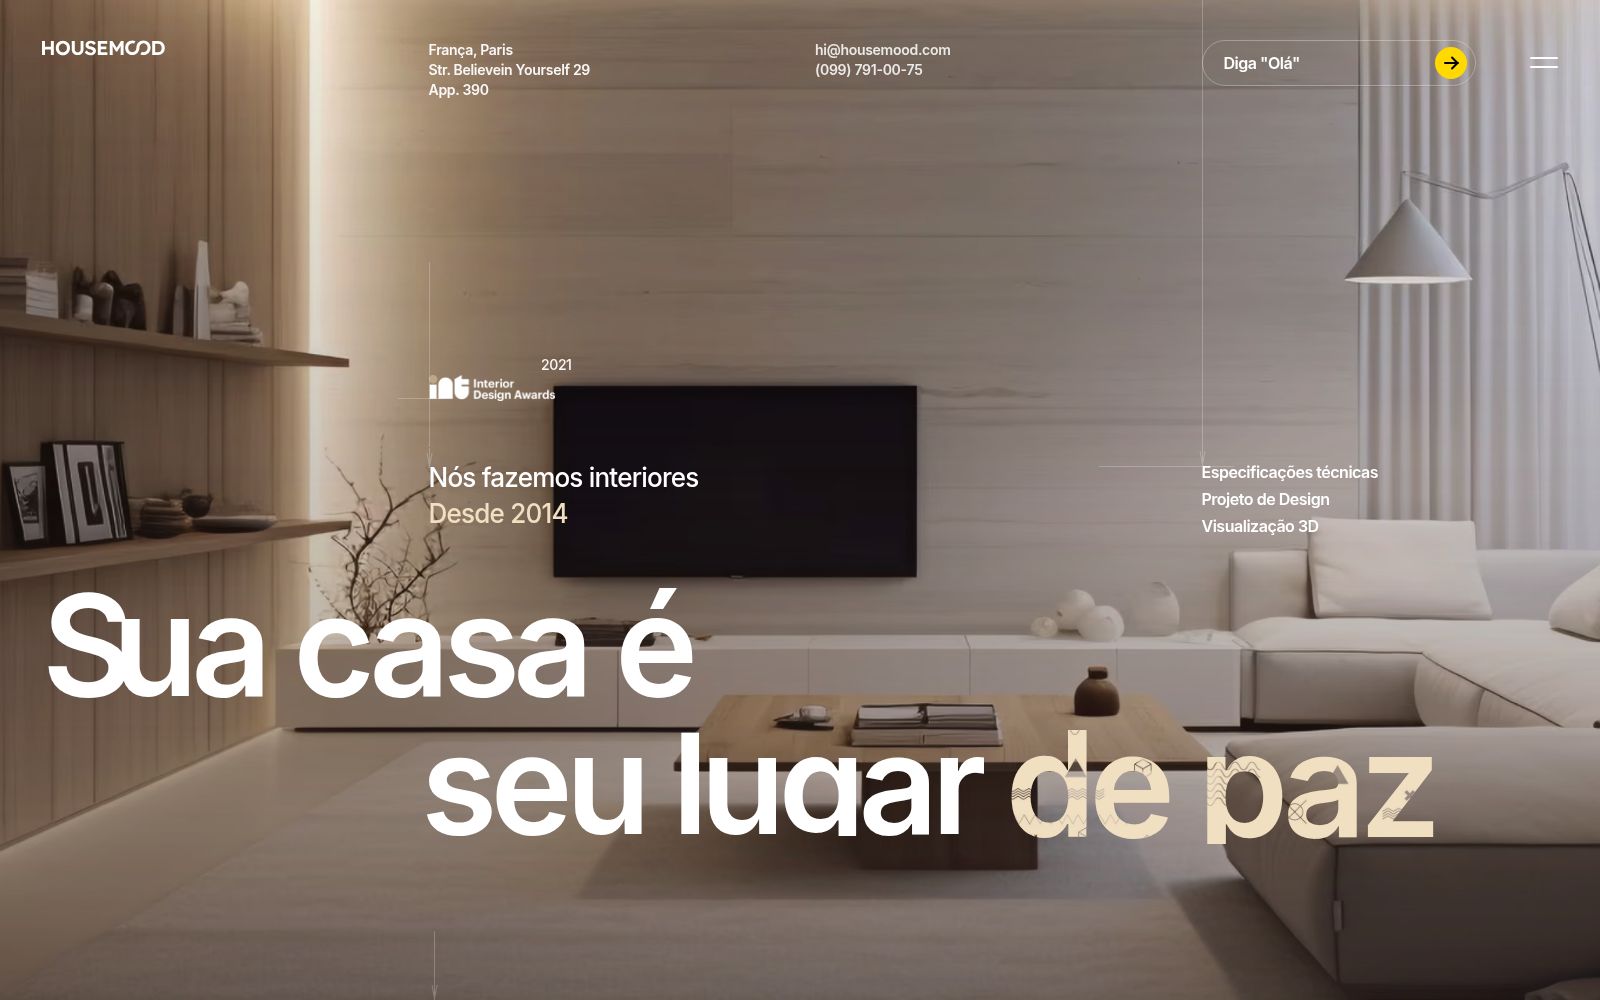 HOUSEMOOD
França, Paris
Str. Believein Yourself 29
App. 390
hi@housemood.com
(099) 791-00-75
Diga "Olá"
2021
int Interior
Design Awards
Nós fazemos interiores
Desde 2014
Especificações técnicas
Projeto de Design
Visualização 3D
Sua casa é
seu lugar de paz